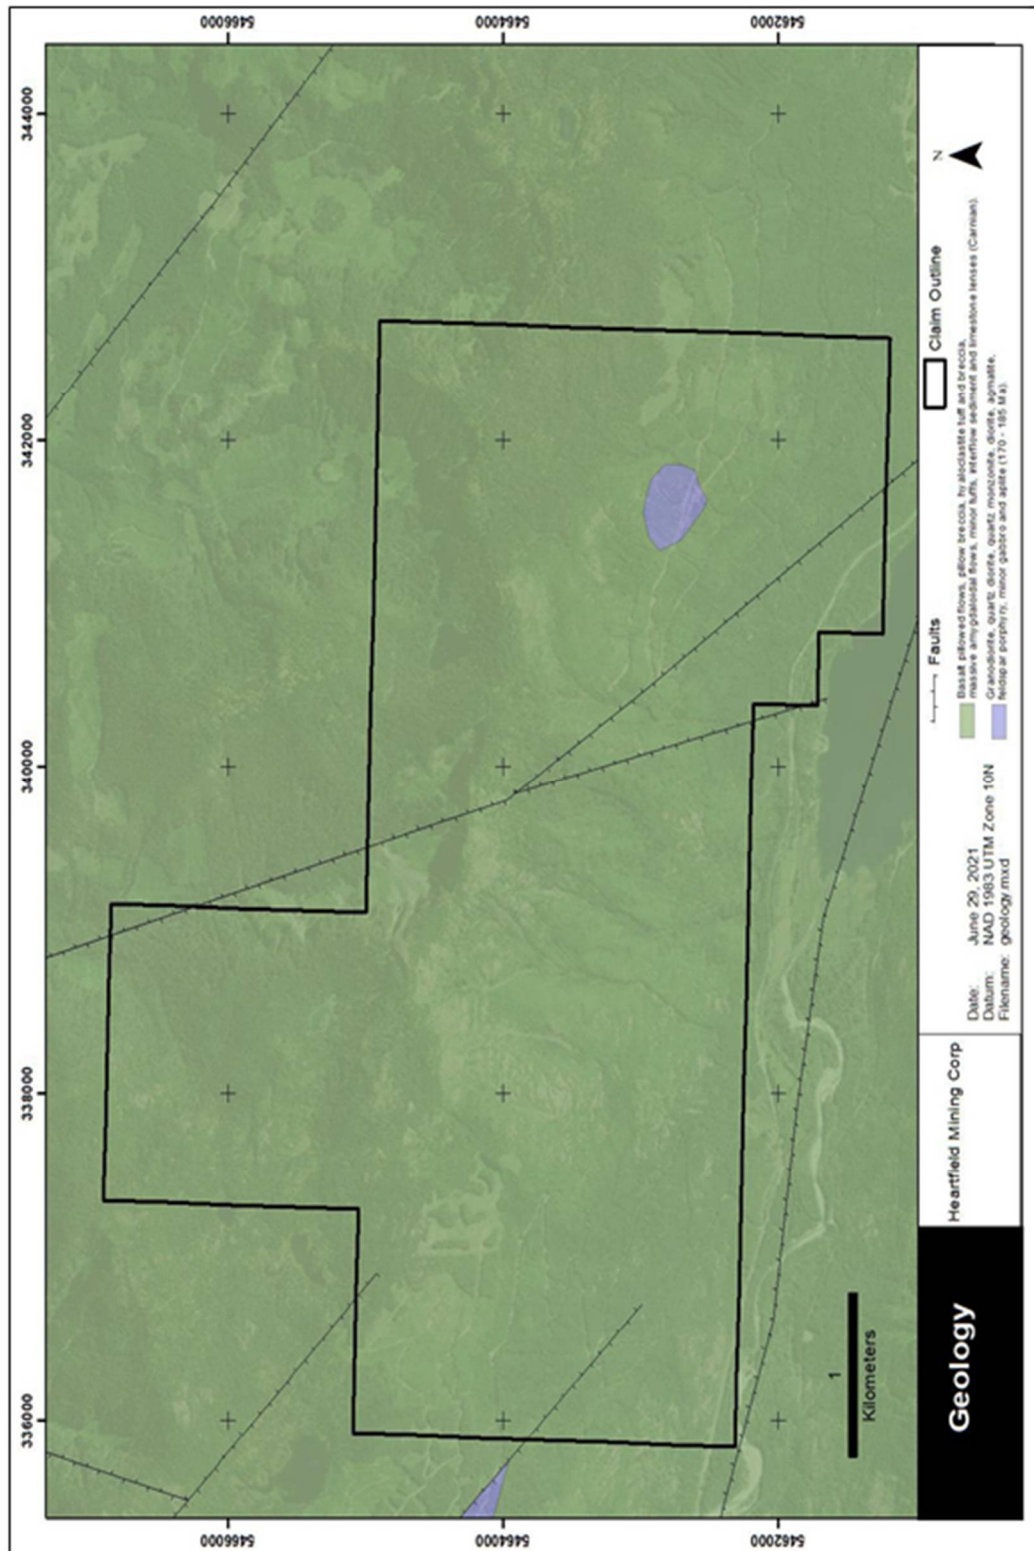 336000
338000
340000
342000
344000
5466000
5464000
5462000
5466000
5464000
5462000
1
Kilometers
Geology
Heartfield Mining Corp
Date: June 29, 2021
Datum: NAD 1983 UTM Zone 10N
Filename: geology.mxd
Faults
Claim Outline
Basalt pillowed flows, pillow breccia, hyaloclastite tuff and breccia,
massive amygdaloidal flows, minor tuffs, interflow sediment and limestone lenses (Carnian).
Granodiorite, quartz diorite, quartz monzonite, diorite, agmatite,
feldspar porphyry, minor gabbro and aplite (170 - 185 Ma).
N